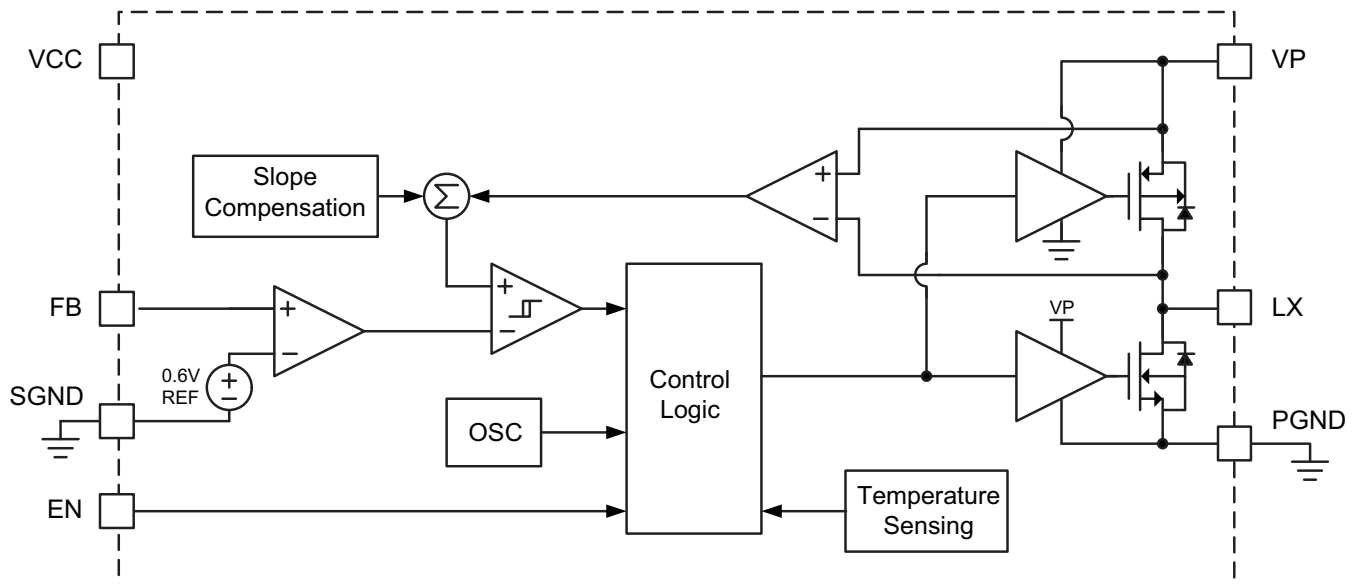 VCC
VP
Slope
Compensation
Σ
+
−
FB
+
−
+
−
LX
VP
0.6V
REF
+
−
SGND
Control
Logic
OSC
PGND
EN
Temperature
Sensing